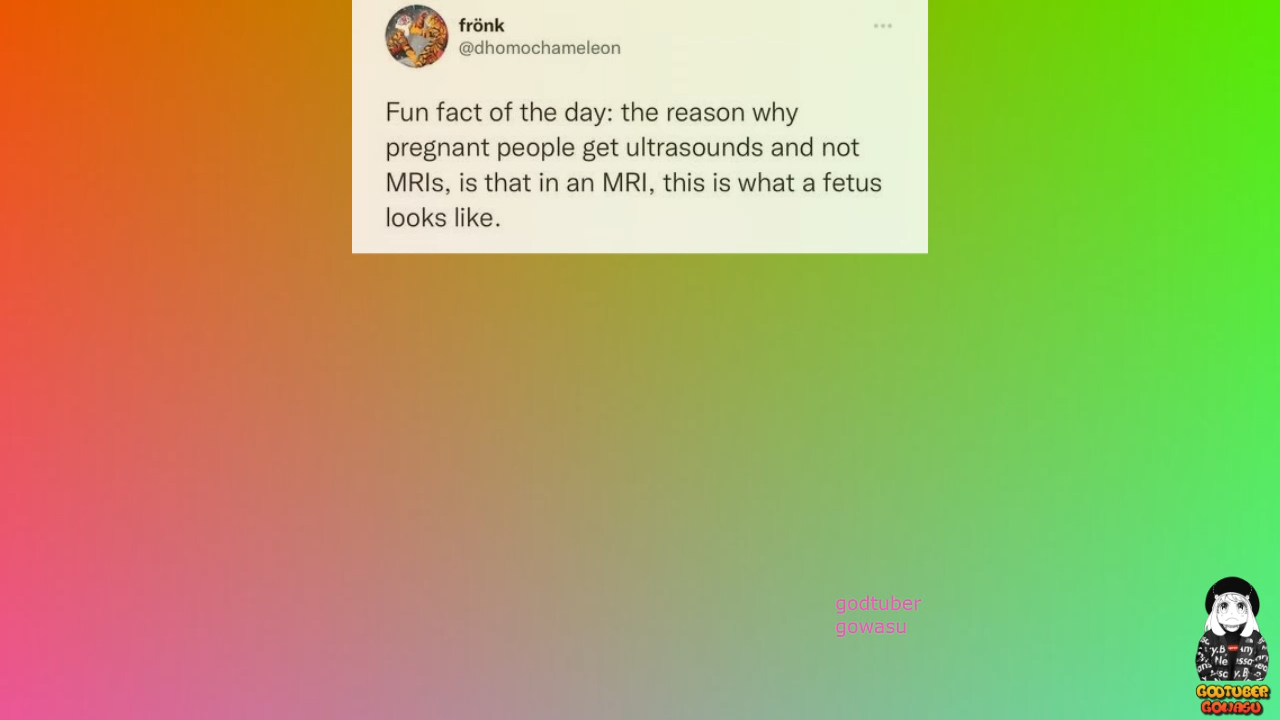 frönk
@dhomochameleon
Fun fact of the day: the reason why
pregnant people get ultrasounds and not
MRIs, is that in an MRI, this is what a fetus
looks like.
godtuber
gowasu
GODTUBER
GOWASU